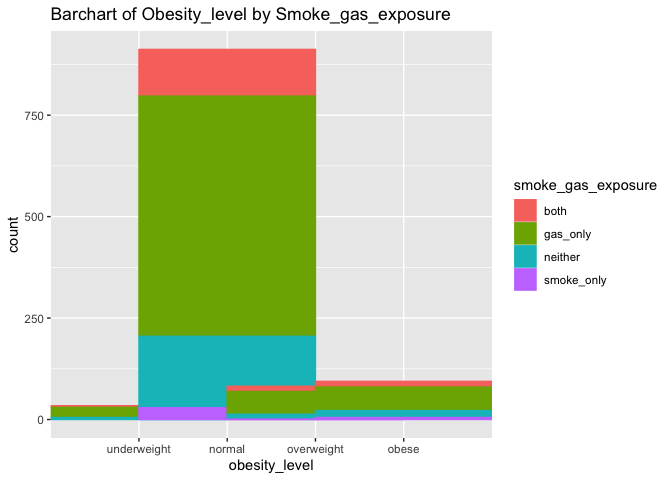 Barchart of Obesity_level by Smoke_gas_exposure
750
500
250
0
count
underweight normal overweight obese
obesity_level
smoke_gas_exposure
both
gas_only
neither
smoke_only